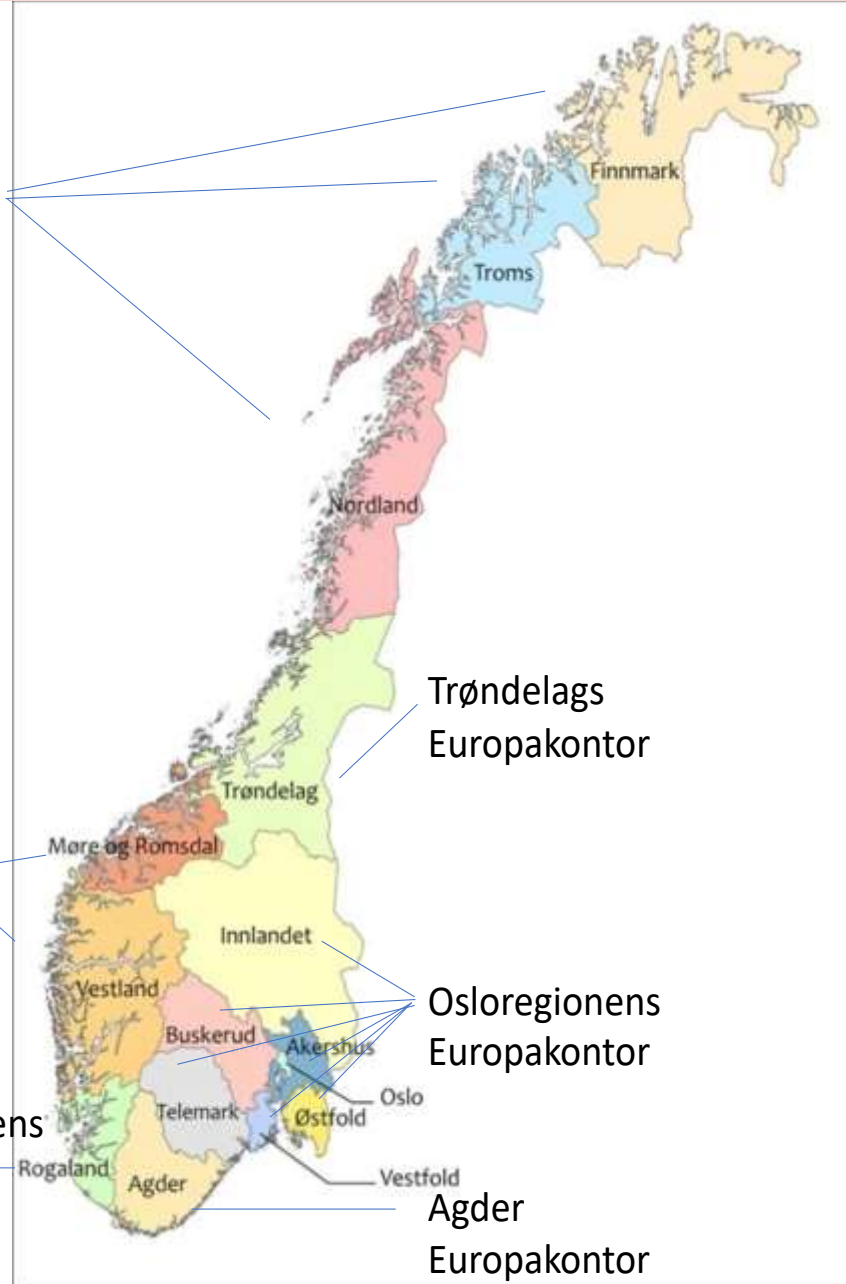 Finnmark
Troms
Nordland
Trøndelags
Europakontor
Trøndelag
Møre og Romsdal
Innlandet
Vestland
Osloregionens
Europakontor
Buskerud
Akershus
Oslo
Telemark
Østfold
ens
Rogaland
Vestfold
Agder
Agder
Europakontor